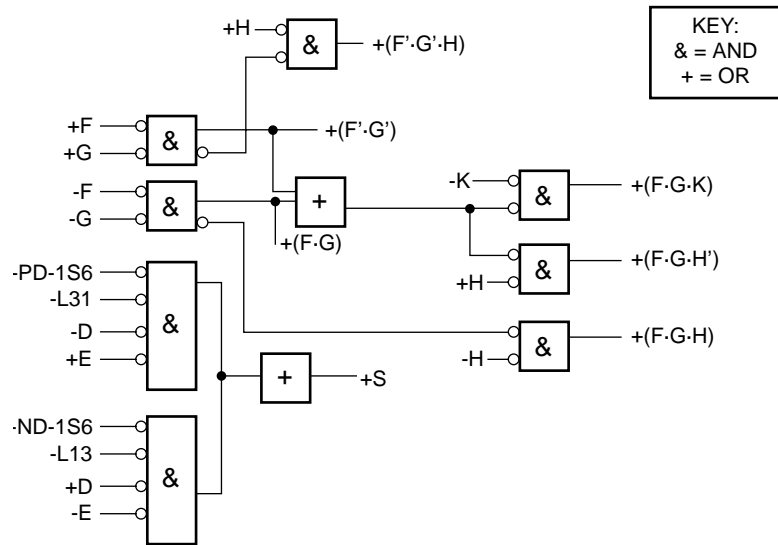 +H
&
+(F'·G'·H)
KEY:
& = AND
+ = OR
+F
+G
&
+(F'·G')
-F
-G
&
+
+(F·G)
-K
&
+(F·G·K)
+H
&
+(F·G·H')
-H
&
+(F·G·H)
-PD-1S6
-L31
-D
+E
&
+
+S
-ND-1S6
-L13
+D
-E
&